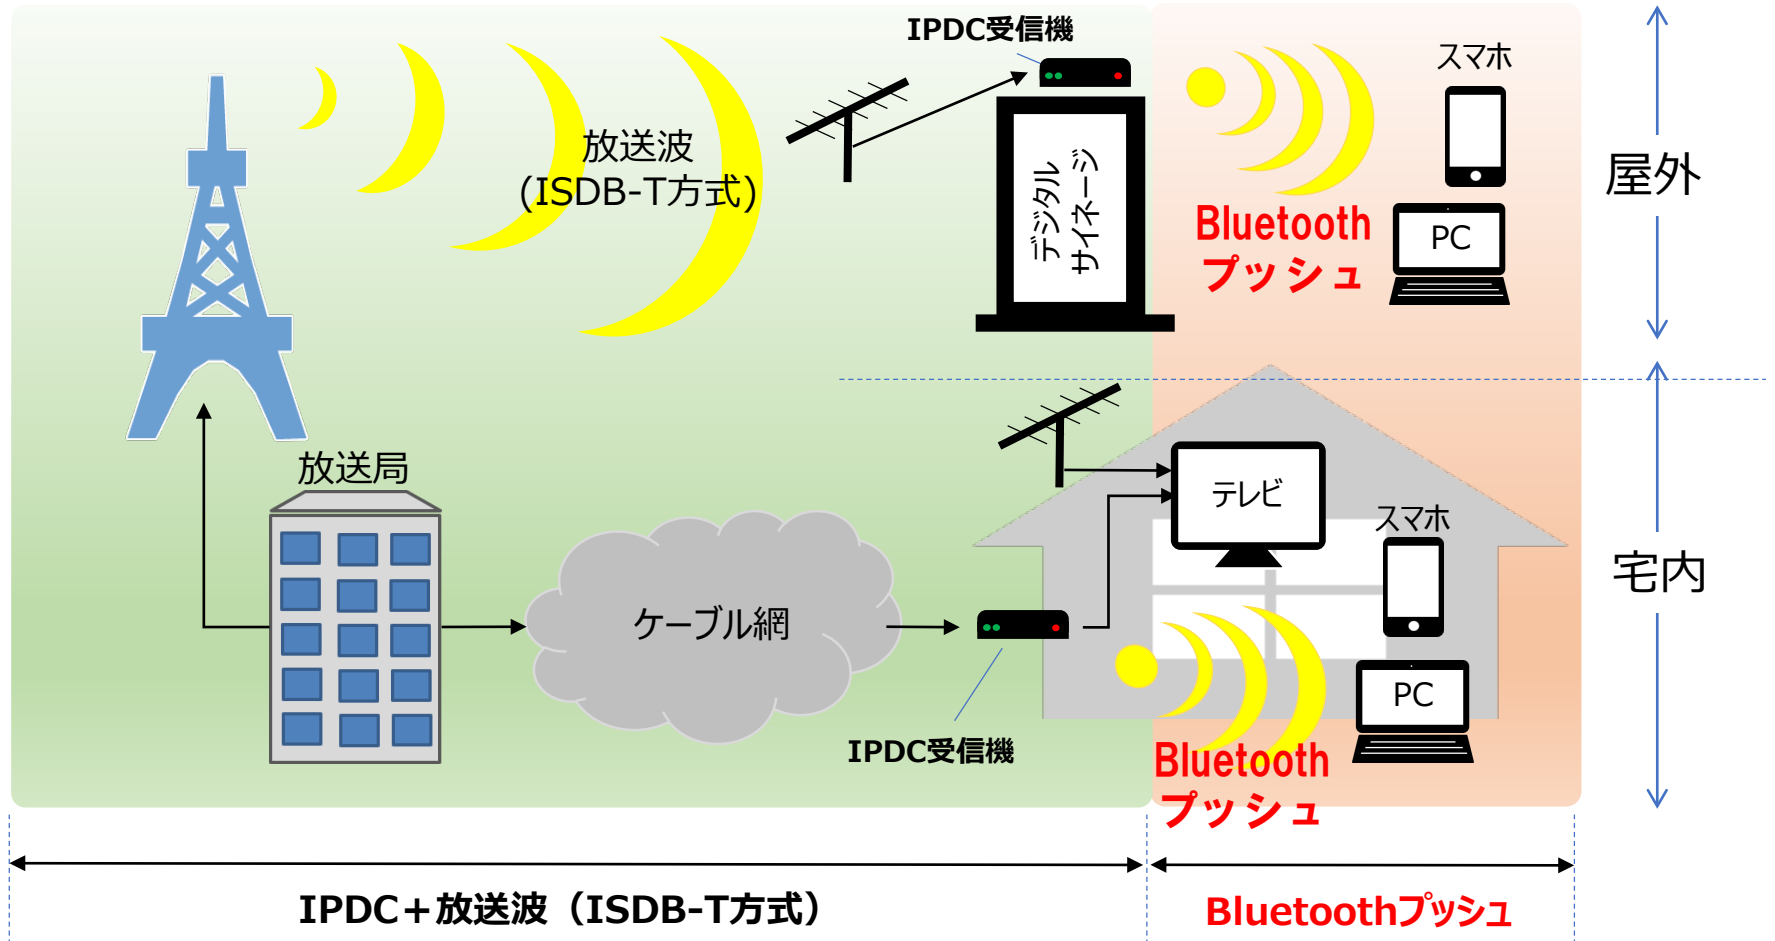 IPDC受信機
スマホ
放送波
(ISDB-T方式)
デジタル
サイネージ
Bluetooth
プッシュ
PC
屋外
放送局
テレビ
スマホ
ケーブル網
宅内
PC
IPDC受信機
Bluetooth
プッシュ
IPDC＋放送波（ISDB-T方式）
Bluetoothプッシュ